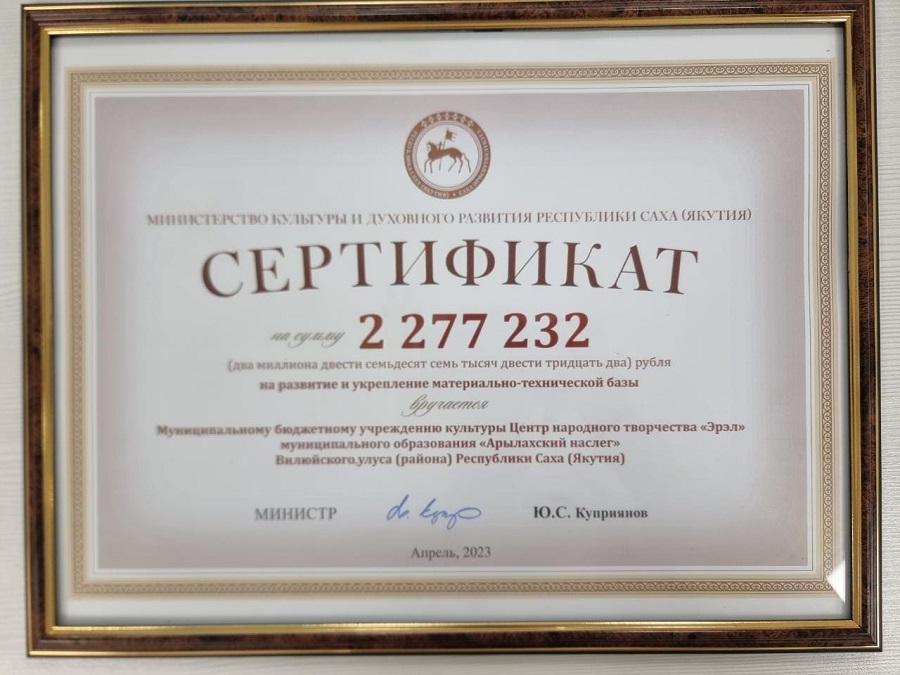 МИНИСТЕРСТВО КУЛЬТУРЫ И ДУХОВНОГО РАЗВИТИЯ РЕСПУБЛИКИ САХА (ЯКУТИЯ)
СЕРТИФИКАТ
на сумму 2 277 232
(два миллиона двести семьдесят семь тысяч двести тридцать два) рубля
на развитие и укрепление материально-технической базы
вручается
Муниципальному бюджетному учреждению культуры Центр народного творчества «Эрэл»
муниципального образования «Арылахский наслег»
Вилюйского улуса (района) Республики Саха (Якутия)
МИНИСТР Ю.С. Куприянов
Апрель, 2023